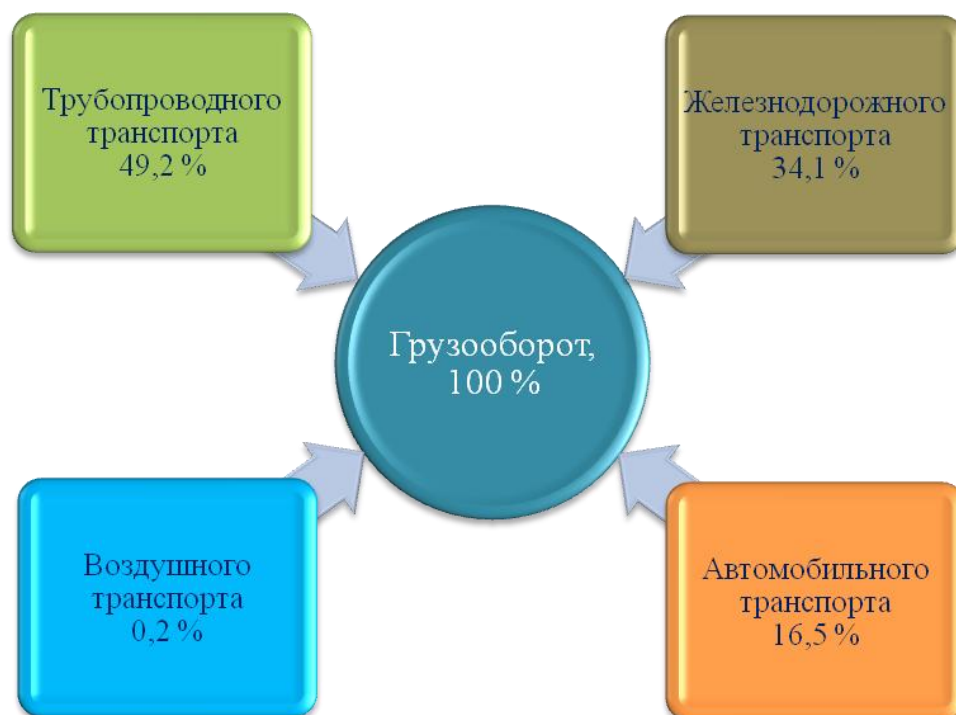 Трубопроводного
транспорта
49,2 %
Железнодорожного
транспорта
34,1 %
Грузооборот,
100 %
Воздушного
транспорта
0,2 %
Автомобильного
транспорта
16,5 %